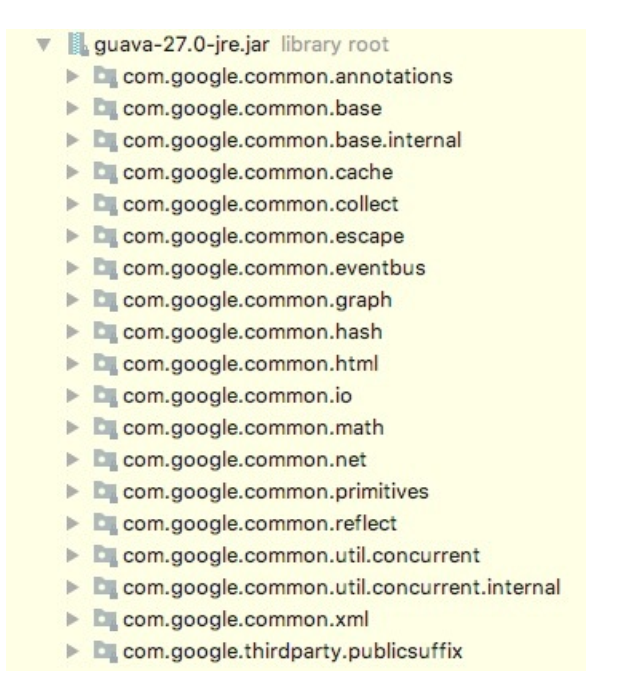 guava-27.0-jre.jar library root
com.google.common.annotations
com.google.common.base
com.google.common.base.internal
com.google.common.cache
com.google.common.collect
com.google.common.escape
com.google.common.eventbus
com.google.common.graph
com.google.common.hash
com.google.common.html
com.google.common.io
com.google.common.math
com.google.common.net
com.google.common.primitives
com.google.common.reflect
com.google.common.util.concurrent
com.google.common.util.concurrent.internal
com.google.common.xml
com.google.thirdparty.publicsuffix